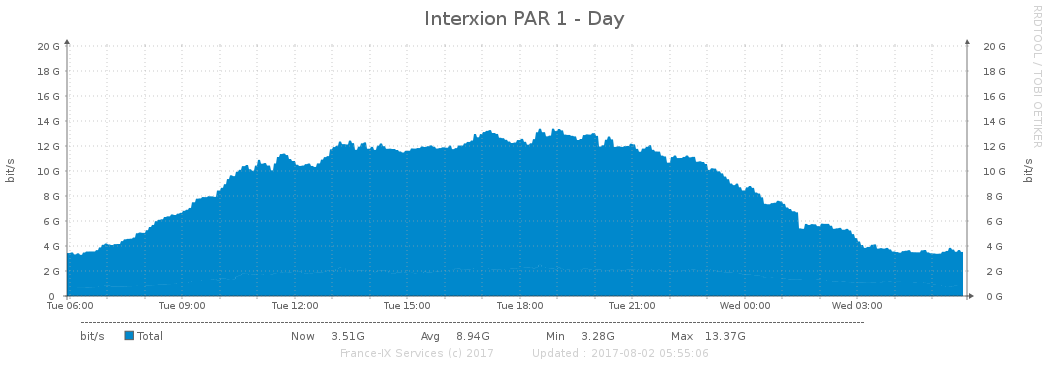 Interxion PAR 1 - Day
RRDTOOL / TOBI OETIKER
20 G 20 G
18 G 18 G
16 G 16 G
14 G 14 G
12 G 12 G
10 G 10 G
8 G 8 G
6 G 6 G
4 G 4 G
2 G 2 G
0 0 G
bit/s
bit/s
Tue 06:00 Tue 09:00 Tue 12:00 Tue 15:00 Tue 18:00 Tue 21:00 Wed 00:00 Wed 03:00
bit/s Total Now 3.51G Avg 8.94G Min 3.28G Max 13.37G
France-IX Services (c) 2017 Updated : 2017-08-02 05:55:06